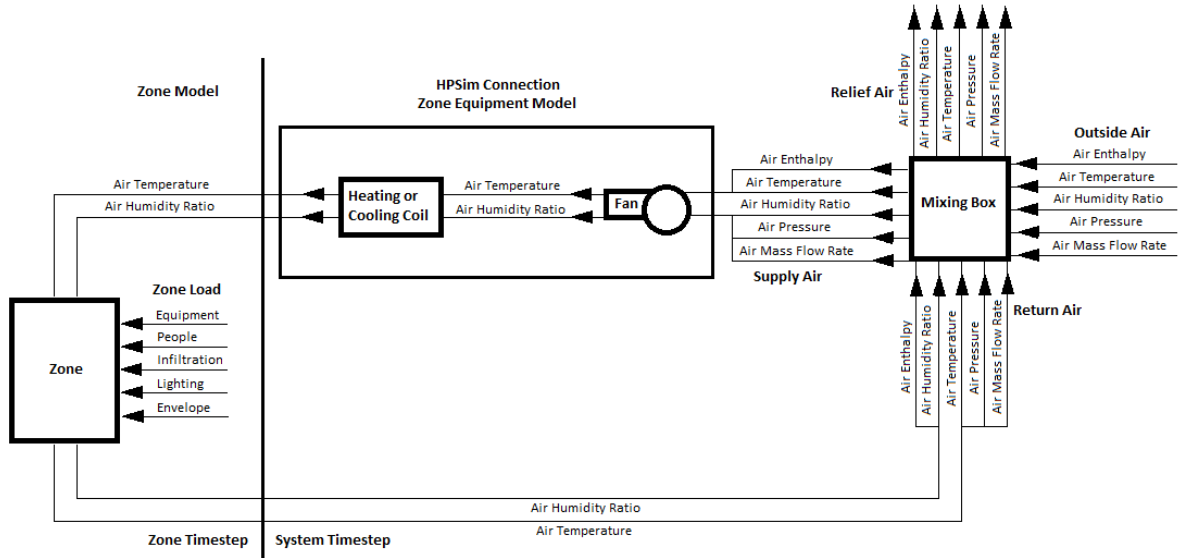 Zone Model
HPSim Connection
Zone Equipment Model
Relief Air
Air Enthalpy
Air Humidity Ratio
Air Temperature
Air Pressure
Air Mass Flow Rate
Outside Air
Air Enthalpy
Air Temperature
Air Humidity Ratio
Air Pressure
Air Mass Flow Rate
Mixing Box
Air Enthalpy
Air Temperature
Air Humidity Ratio
Air Pressure
Air Mass Flow Rate
Supply Air
Fan
Air Temperature
Air Humidity Ratio
Heating or
Cooling Coil
Air Temperature
Air Humidity Ratio
Zone Load
Equipment
People
Infiltration
Lighting
Envelope
Zone
Return Air
Air Enthalpy
Air Humidity Ratio
Air Temperature
Air Pressure
Air Mass Flow Rate
Air Humidity Ratio
Air Temperature
Zone Timestep
System Timestep